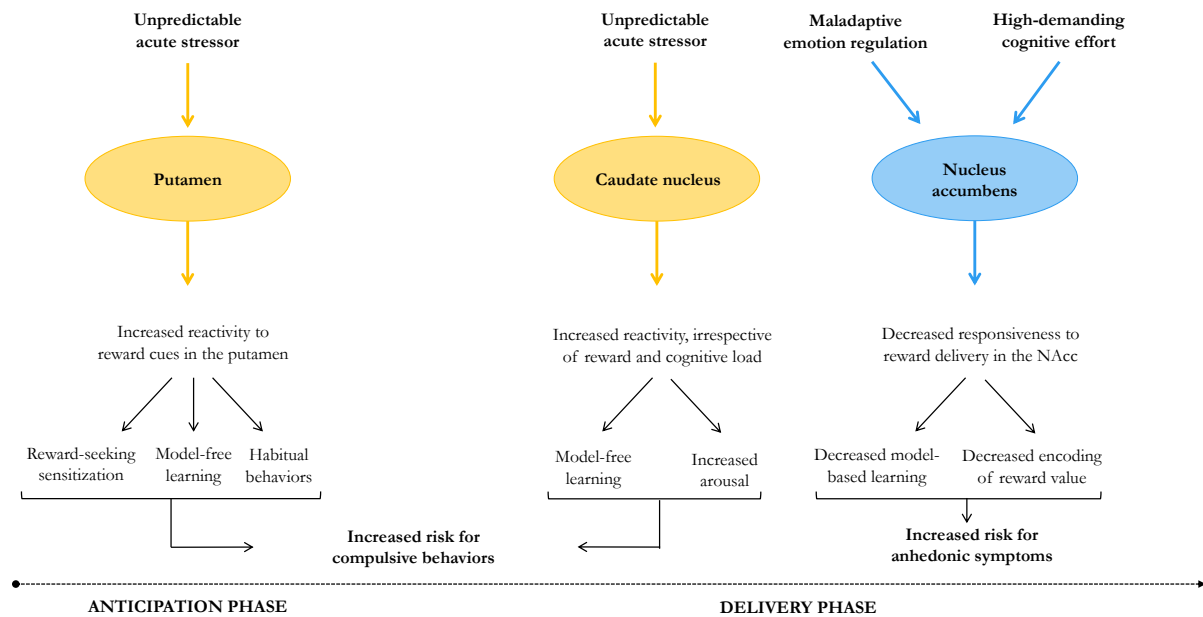 Unpredictable
acute stressor
Unpredictable
acute stressor
Maladaptive
emotion regulation
High-demanding
cognitive effort
Putamen
Caudate nucleus
Nucleus
accumbens
Increased reactivity to
reward cues in the putamen
Increased reactivity, irrespective
of reward and cognitive load
Decreased responsiveness to
reward delivery in the NAcc
Reward-seeking
sensitization
Model-free
learning
Habitual
behaviors
Model-free
learning
Increased
arousal
Decreased model-
based learning
Decreased encoding
of reward value
Increased risk for
compulsive behaviors
Increased risk for
anhedonic symptoms
ANTICIPATION PHASE
DELIVERY PHASE